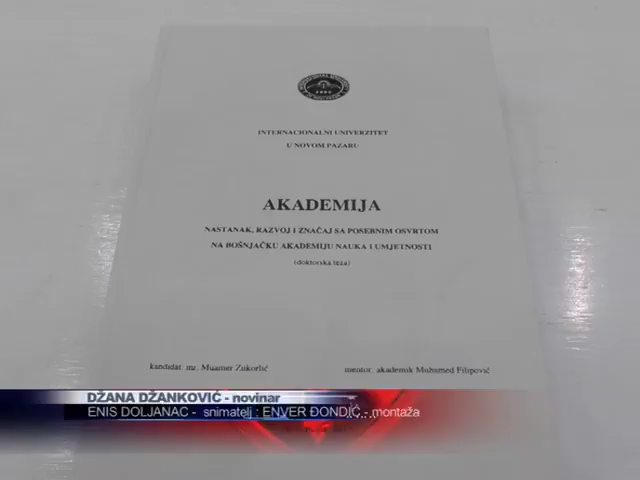 INTERNACIONALNI UNIVERZITET
U NOVOM PAZARU
AKADEMIJA
NASTANAK, RAZVOJ I ZNAČAJ SA POSEBNIM OSVRTOM
NA BOŠNJAČKU AKADEMIJU NAUKA I UMJETNOSTI
(doktorska teza)
kandidat: mr. Muamer Zukorlić mentor: akademik Muhamed Filipović
DŽANA DŽANKOVIĆ - novinar
ENIS DOLJANAC - snimatelj : ENVER ĐONDIĆ - montaža